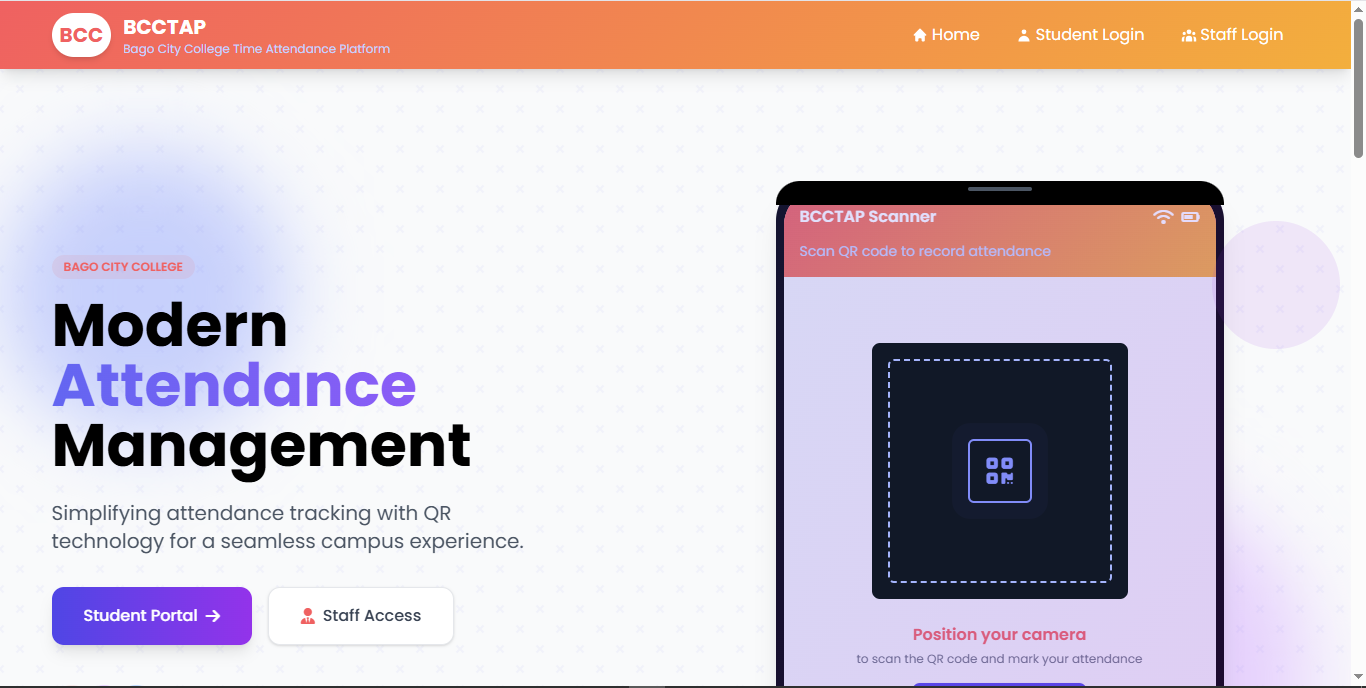 BCC
BCCTAP
Bago City College Time Attendance Platform
Home
Student Login
Staff Login
BAGO CITY COLLEGE
Modern
Attendance
Management
Simplifying attendance tracking with QR
technology for a seamless campus experience.
Student Portal →
Staff Access
BCCTAP Scanner
Scan QR code to record attendance
Position your camera
to scan the QR code and mark your attendance